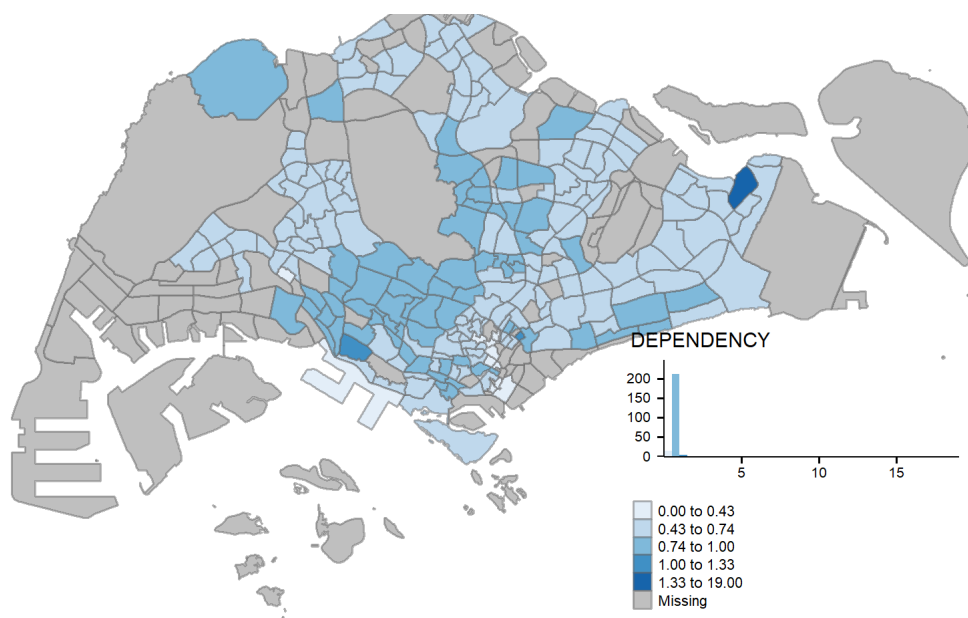 DEPENDENCY
200
150
100
50
0
5 10 15
0.00 to 0.43
0.43 to 0.74
0.74 to 1.00
1.00 to 1.33
1.33 to 19.00
Missing